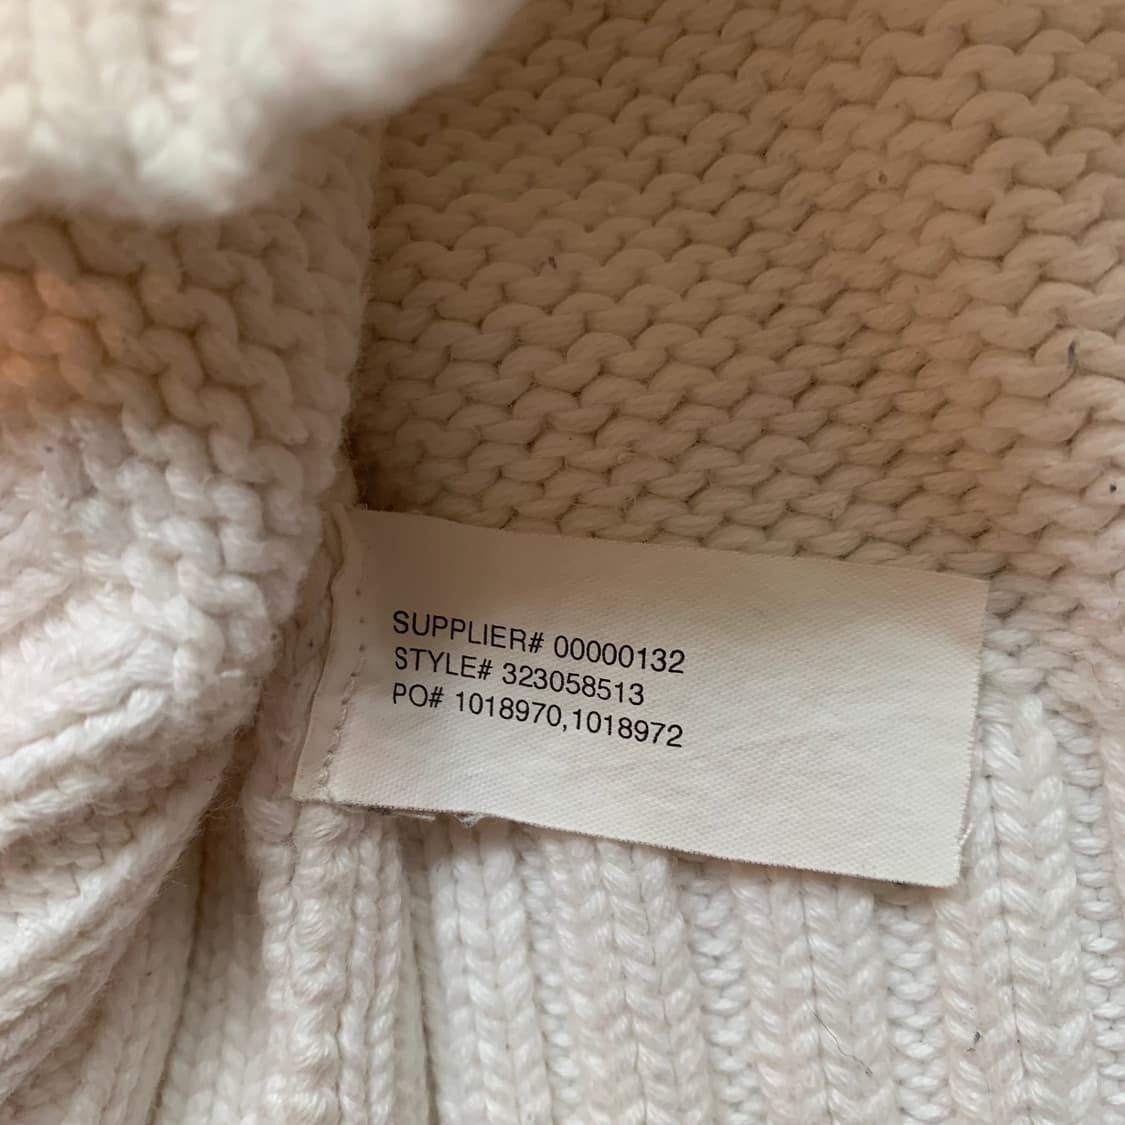 SUPPLIER# 00000132
STYLE# 323058513
PO# 1018970,1018972